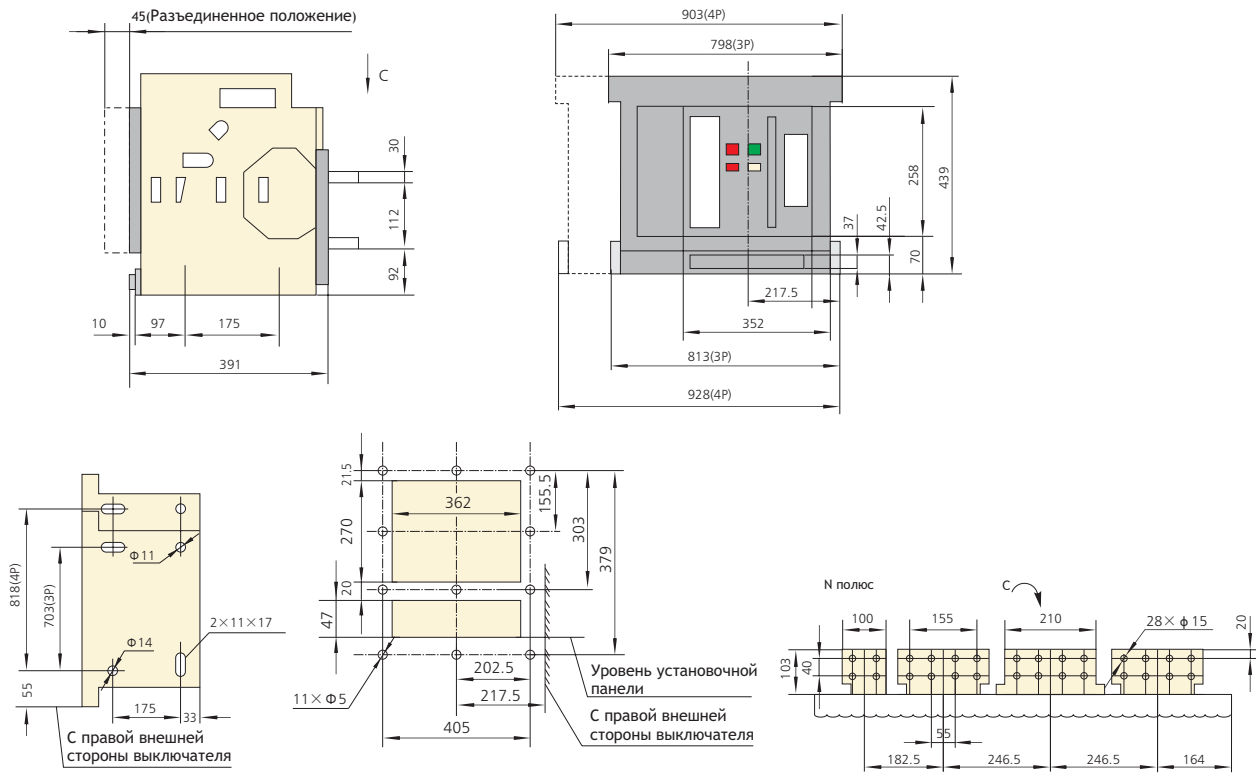 45(Разъединенное положение)
C
30
112
92
10
97
175
391
903(4P)
798(3P)
258
439
37
42.5
70
217.5
352
813(3P)
928(4P)
818(4P)
703(3P)
55
Φ11
Φ14
2×11×17
175
33
С правой внешней
стороны выключателя
21.5
270
20
47
362
155.5
303
379
11×Φ5
202.5
217.5
405
Уровень установочной
панели
С правой внешней
стороны выключателя
N полюс
C
100
155
210
28× ϕ 15
20
103
40
55
182.5
246.5
246.5
164